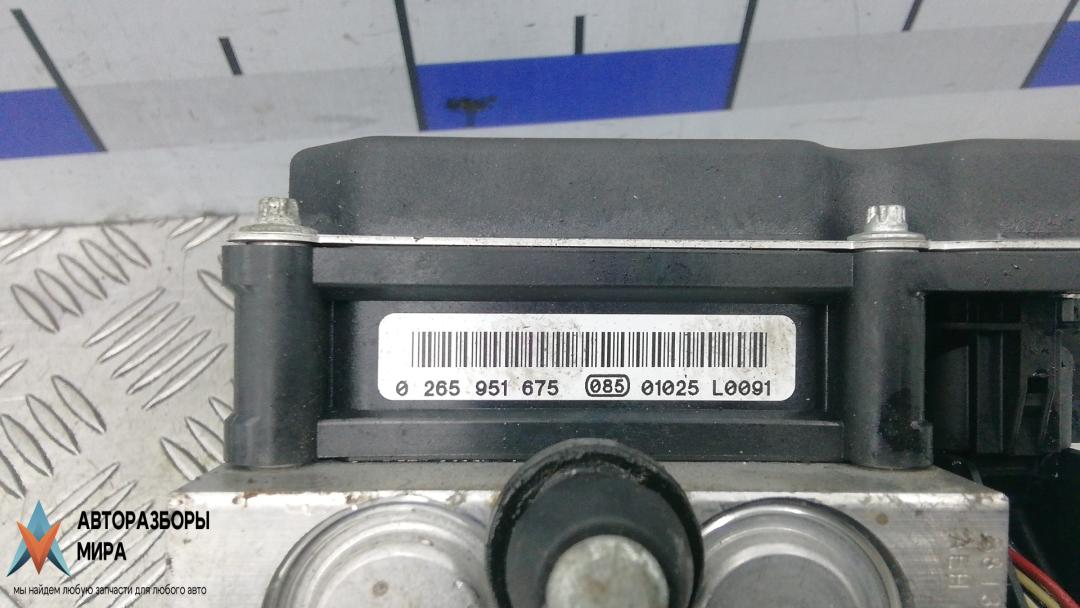 0 265 951 675 085 01025 L0091
АВТОРАЗБОРЫ
МИРА
мы найдем любую запчасти для любого авто